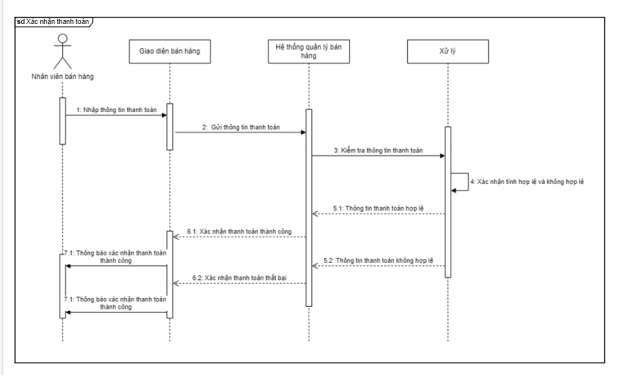 sd Xác nhận thanh toán
Giao diện bán hàng
Hệ thống quản lý bán
hàng
Xử lý
Nhân viên bán hàng
1: Nhập thông tin thanh toán
2: Gửi thông tin thanh toán
3: Kiểm tra thông tin thanh toán
4: Xác nhận tính hợp lệ và không hợp lệ
5.1: Thông tin thanh toán hợp lệ
6.1: Xác nhận thanh toán thành công
7.1: Thông báo xác nhận thanh toán
thành công
5.2: Thông tin thanh toán không hợp lệ
6.2: Xác nhận thanh toán thất bại
7.1: Thông báo xác nhận thanh toán
thành công